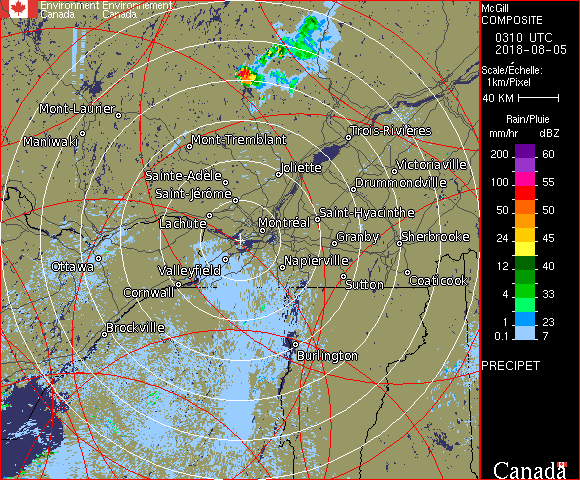 Environment Environnement
Canada Canada
McGill
COMPOSITE
0310 UTC
2018-08-05
Scale/Échelle:
1km/Pixel
40 KM
Rain/Pluie
mm/hr dBZ
200 60
100 55
50 50
24 45
12 40
4 33
1 23
0.1 7
PRECIPET
Canada
Mont-Laurier
Maniwaki
Mont-Tremblant
Trois-Rivières
Sainte-Adèle
Joliette
Victoriaville
Saint-Jérôme
Drummondville
Lachute
Saint-Hyacinthe
Montréal
Granby
Sherbrooke
Ottawa
Valleyfield
Napierville
Cornwall
Sutton
Coaticook
Brockville
Burlington